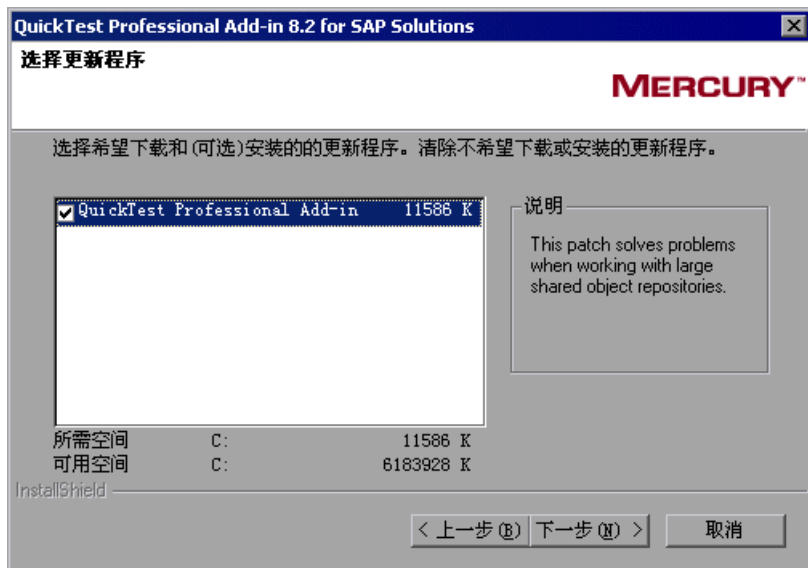 QuickTest Professional Add-in 8.2 for SAP Solutions
选择更新程序
MERCURY™
选择希望下载和(可选)安装的的更新程序。清除不希望下载或安装的更新程序。
QuickTest Professional Add-in 11586 K
说明
This patch solves problems
when working with large
shared object repositories.
所需空间 C: 11586 K
可用空间 C: 6183928 K
InstallShield
< 上一步(B) 下一步(N) > 取消